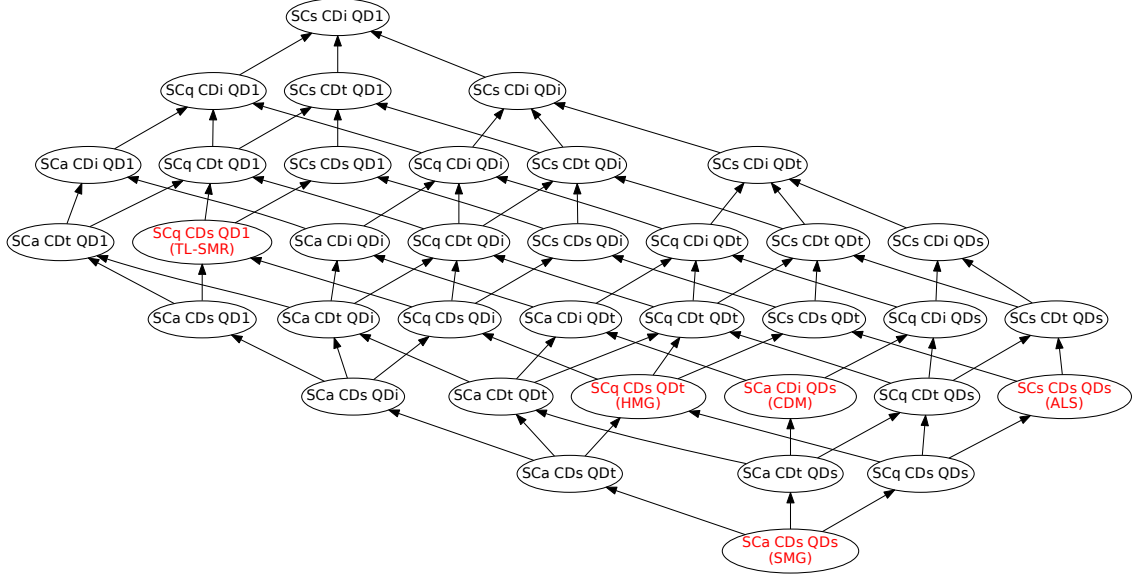 SCs CDi QD1
SCq CDi QD1
SCs CDt QD1
SCs CDi QDi
SCa CDi QD1
SCq CDt QD1
SCs CDs QD1
SCq CDi QDi
SCs CDt QDi
SCs CDi QDt
SCa CDt QD1
SCq CDs QD1
(TL-SMR)
SCa CDi QDi
SCq CDt QDi
SCs CDs QDi
SCq CDi QDt
SCs CDt QDt
SCs CDi QDs
SCa CDs QD1
SCa CDt QDi
SCq CDs QDi
SCa CDi QDt
SCq CDt QDt
SCs CDs QDt
SCq CDi QDs
SCs CDt QDs
SCa CDs QDi
SCa CDt QDt
SCq CDs QDt
(HMG)
SCa CDi QDs
(CDM)
SCq CDt QDs
SCs CDs QDs
(ALS)
SCa CDs QDt
SCa CDt QDs
SCq CDs QDs
SCa CDs QDs
(SMG)